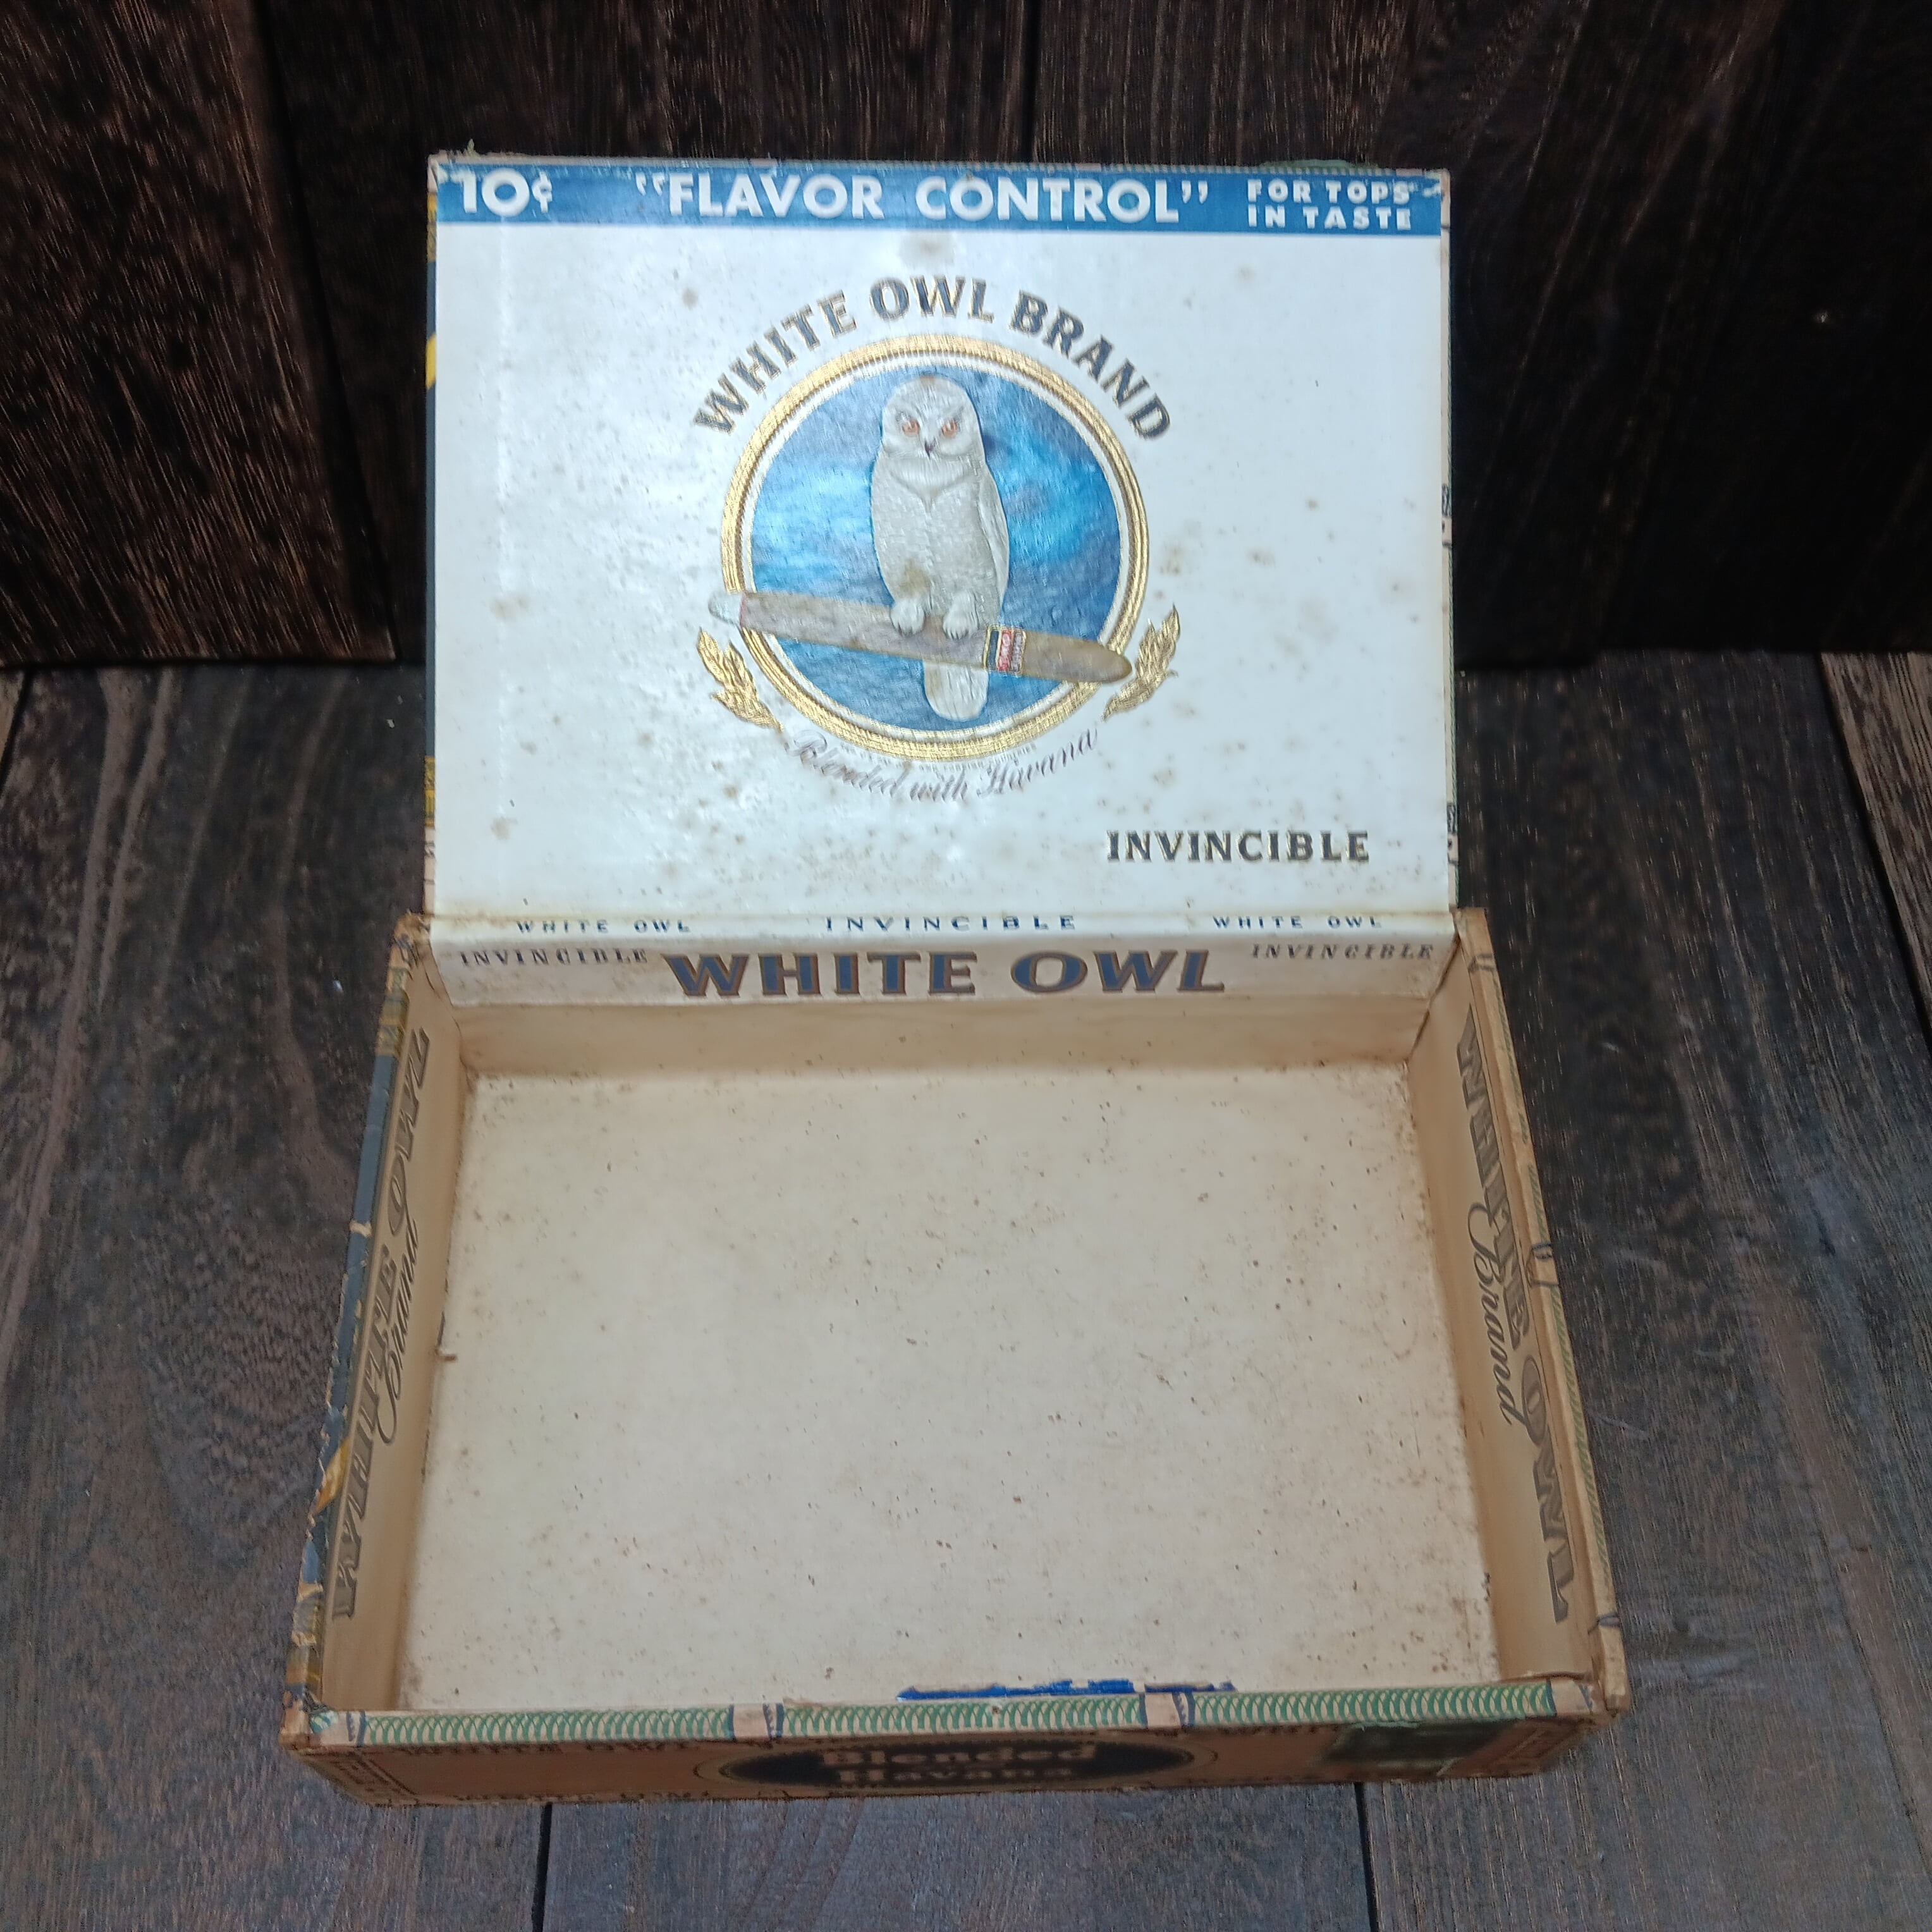 10¢ "FLAVOR CONTROL" FOR TOPS
IN TASTE
WHITE OWL BRAND
Blended with Havana
INVINCIBLE
WHITE OWL INVINCIBLE WHITE OWL
INVINCIBLE WHITE OWL INVINCIBLE
WHITE OWL
Brand
WHITE OWL
Brand
Blended
Havana